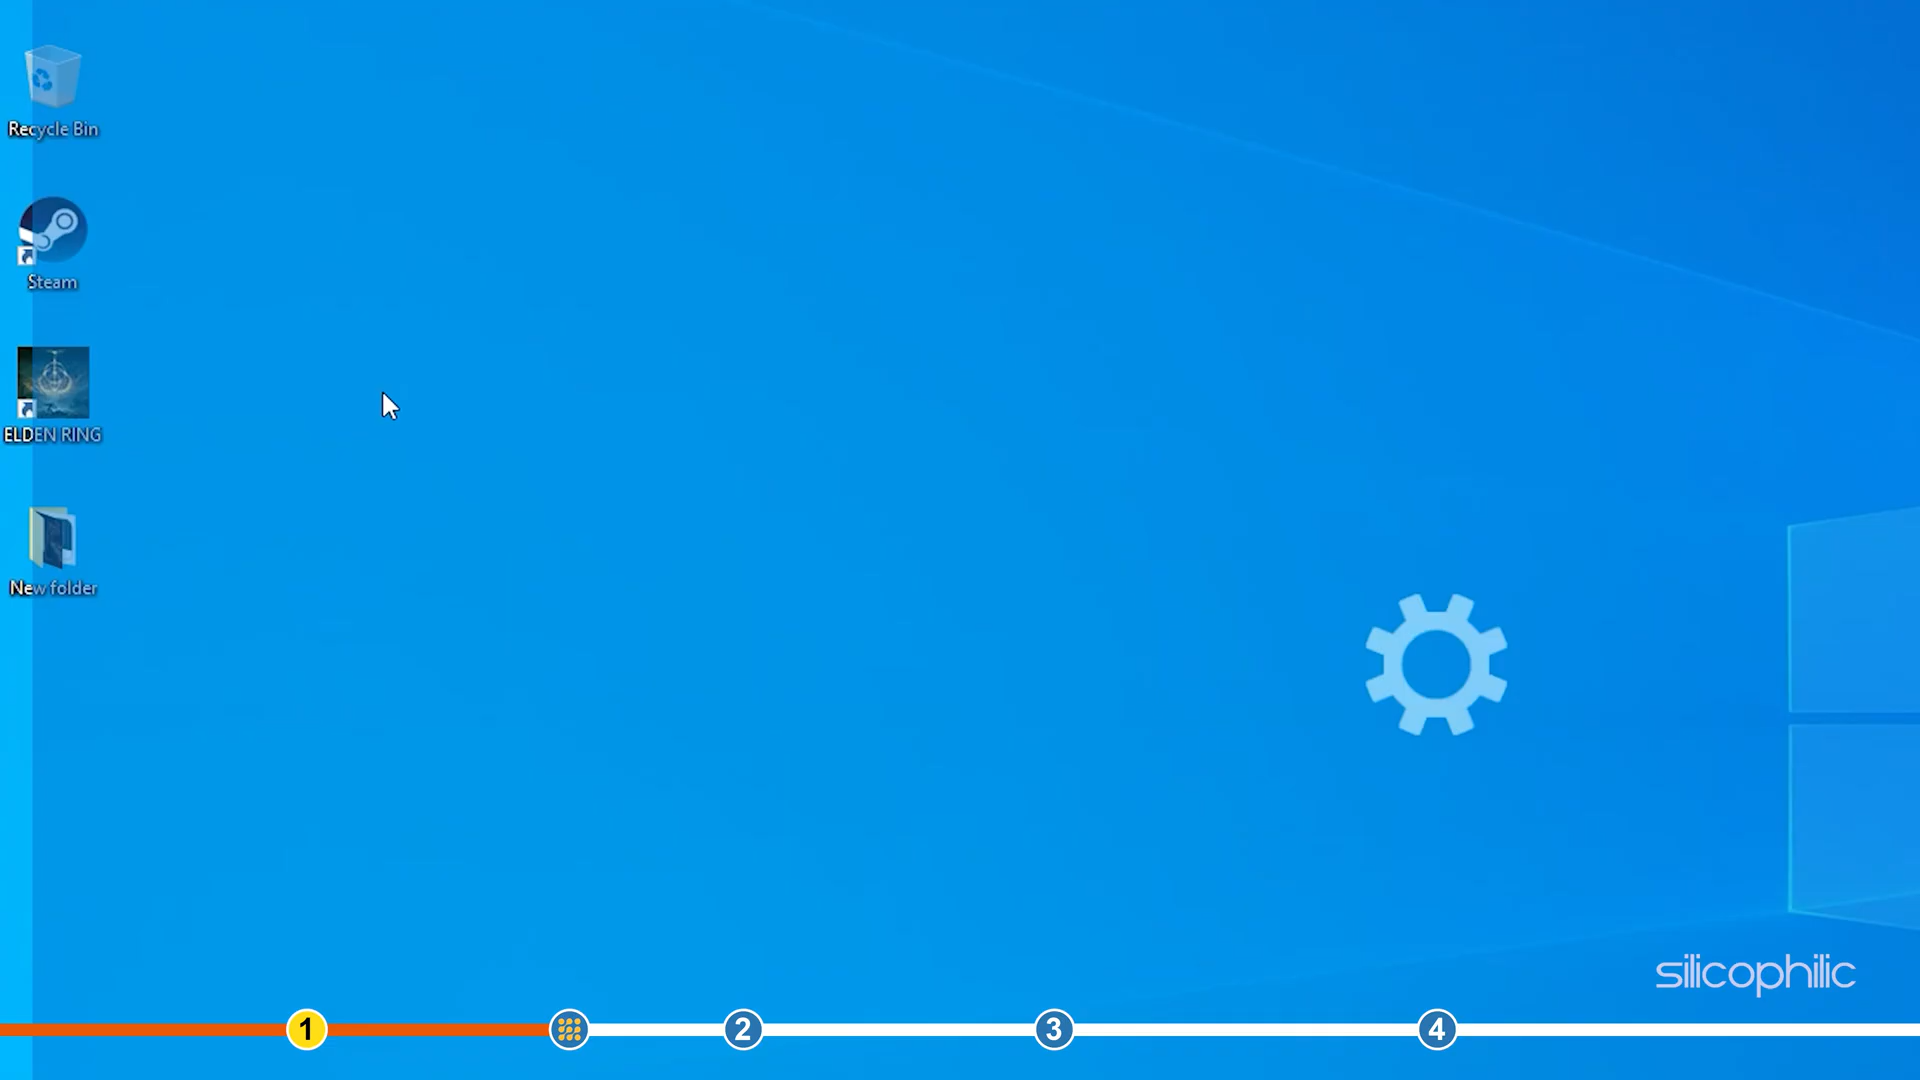 Recycle Bin
Steam
ELDEN RING
New folder
silicophilic
1
2
3
4